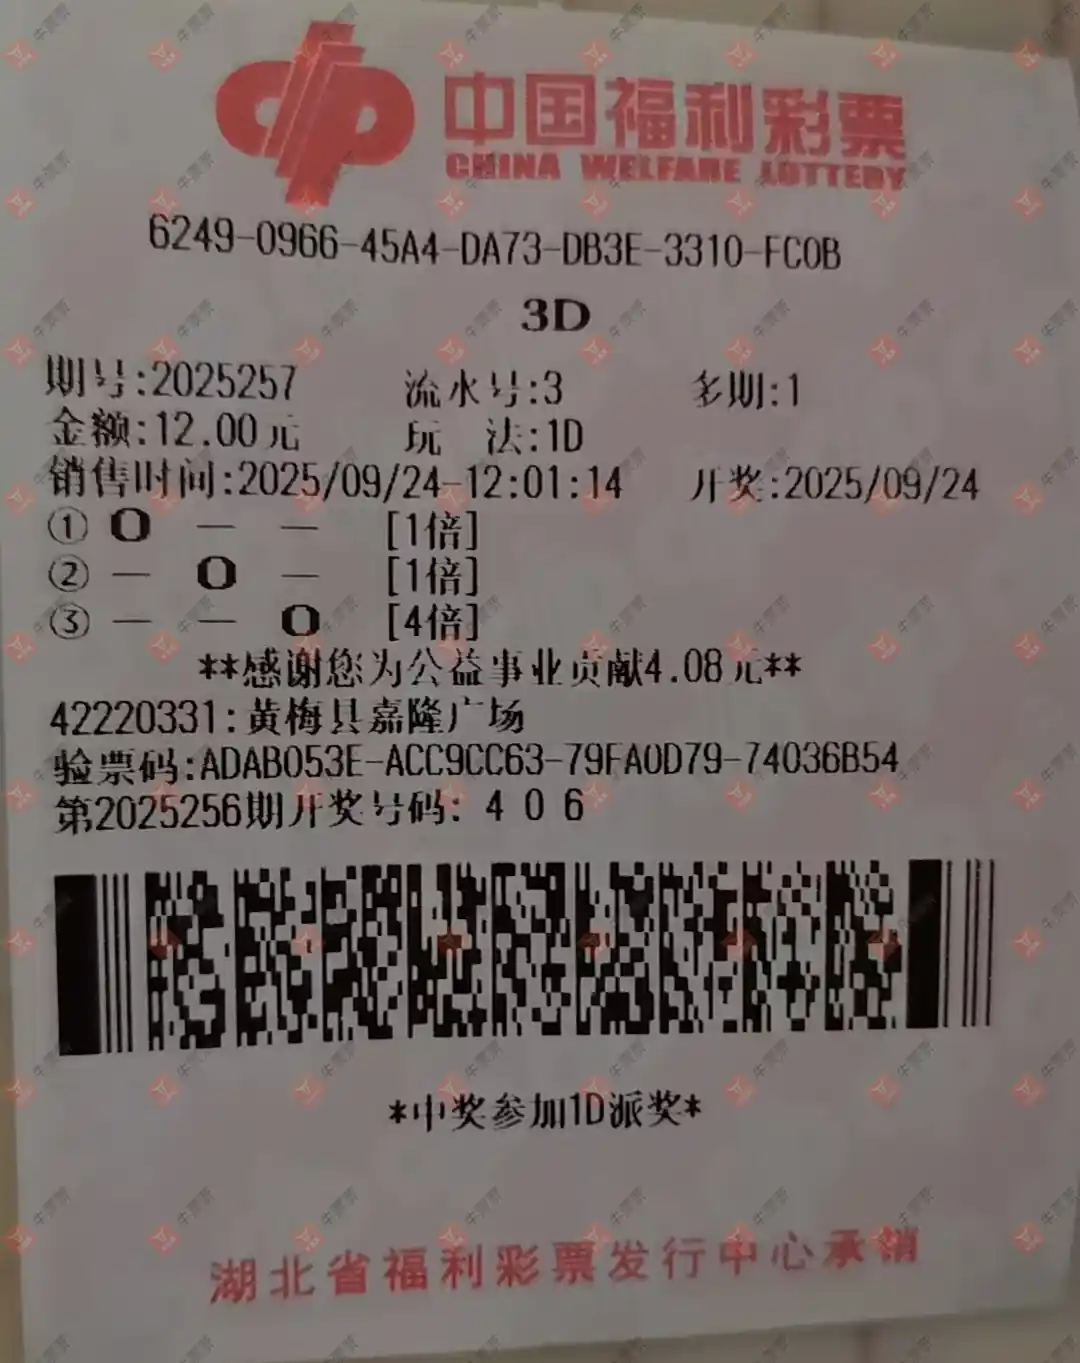 中国福利彩票
CHINA WELFARE LOTTERY
6249-0966-45A4-DA73-DB3E-3310-FC0B
3D
期号:2025257 流水号:3 多期:1
金额:12.00元 玩 法:1D
销售时间:2025/09/24-12:01:14 开奖:2025/09/24
① 0 — — [1倍]
② — 0 — [1倍]
③ — — 0 [4倍]
**感谢您为公益事业贡献4.08元**
42220331:黄梅县嘉隆广场
验票码:ADAB053E-ACC9CC63-79FA0D79-74036B54
第2025256期开奖号码: 4 0 6
*中奖参加1D派奖*
湖北省福利彩票发行中心承销